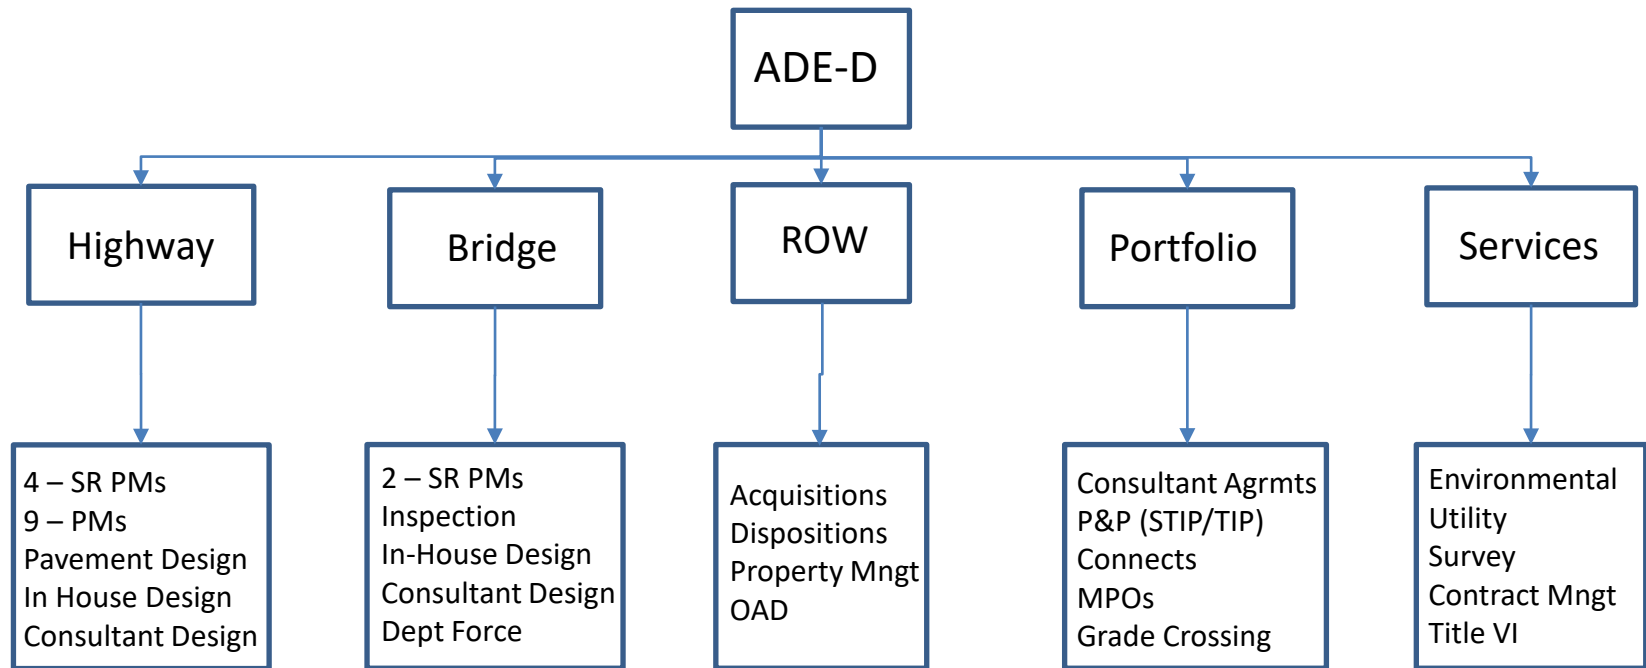 ADE-D
Highway
Bridge
ROW
Portfolio
Services
4 – SR PMs
9 – PMs
Pavement Design
In House Design
Consultant Design
2 – SR PMs
Inspection
In-House Design
Consultant Design
Dept Force
Acquisitions
Dispositions
Property Mngt
OAD
Consultant Agrmts
P&P (STIP/TIP)
Connects
MPOs
Grade Crossing
Environmental
Utility
Survey
Contract Mngt
Title VI